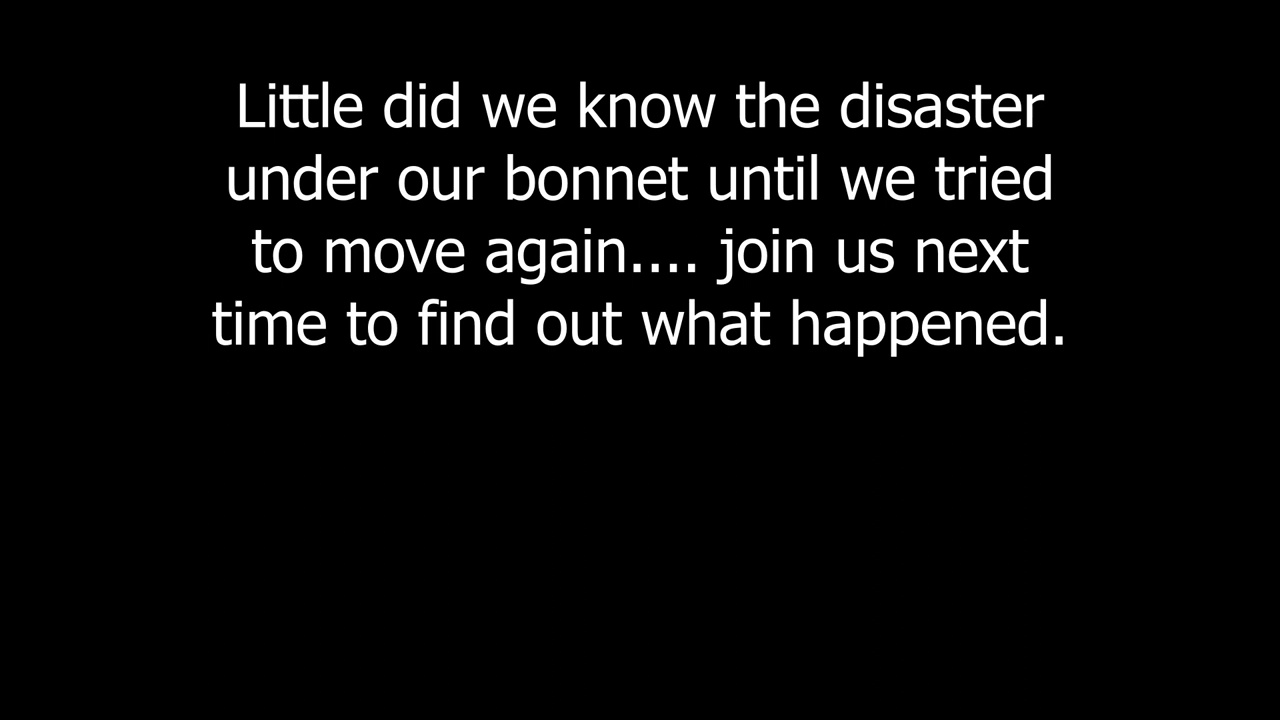 Little did we know the disaster
under our bonnet until we tried
to move again.... join us next
time to find out what happened.